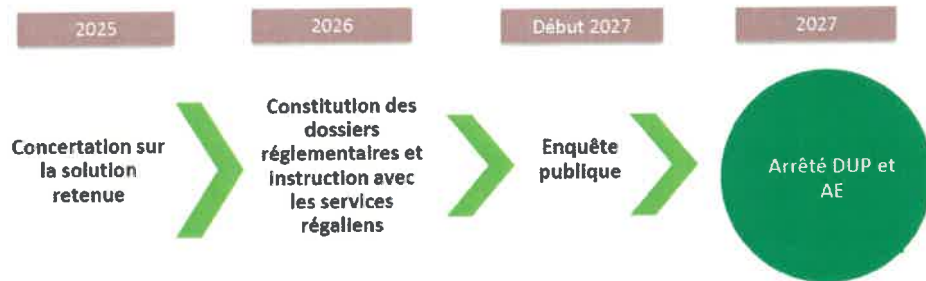 2025
2026
Début 2027
2027
Concertation sur
la solution
retenue
Constitution des
dossiers
réglementaires et
instruction avec
les services
régaliens
Enquête
publique
Arrêté DUP et
AE